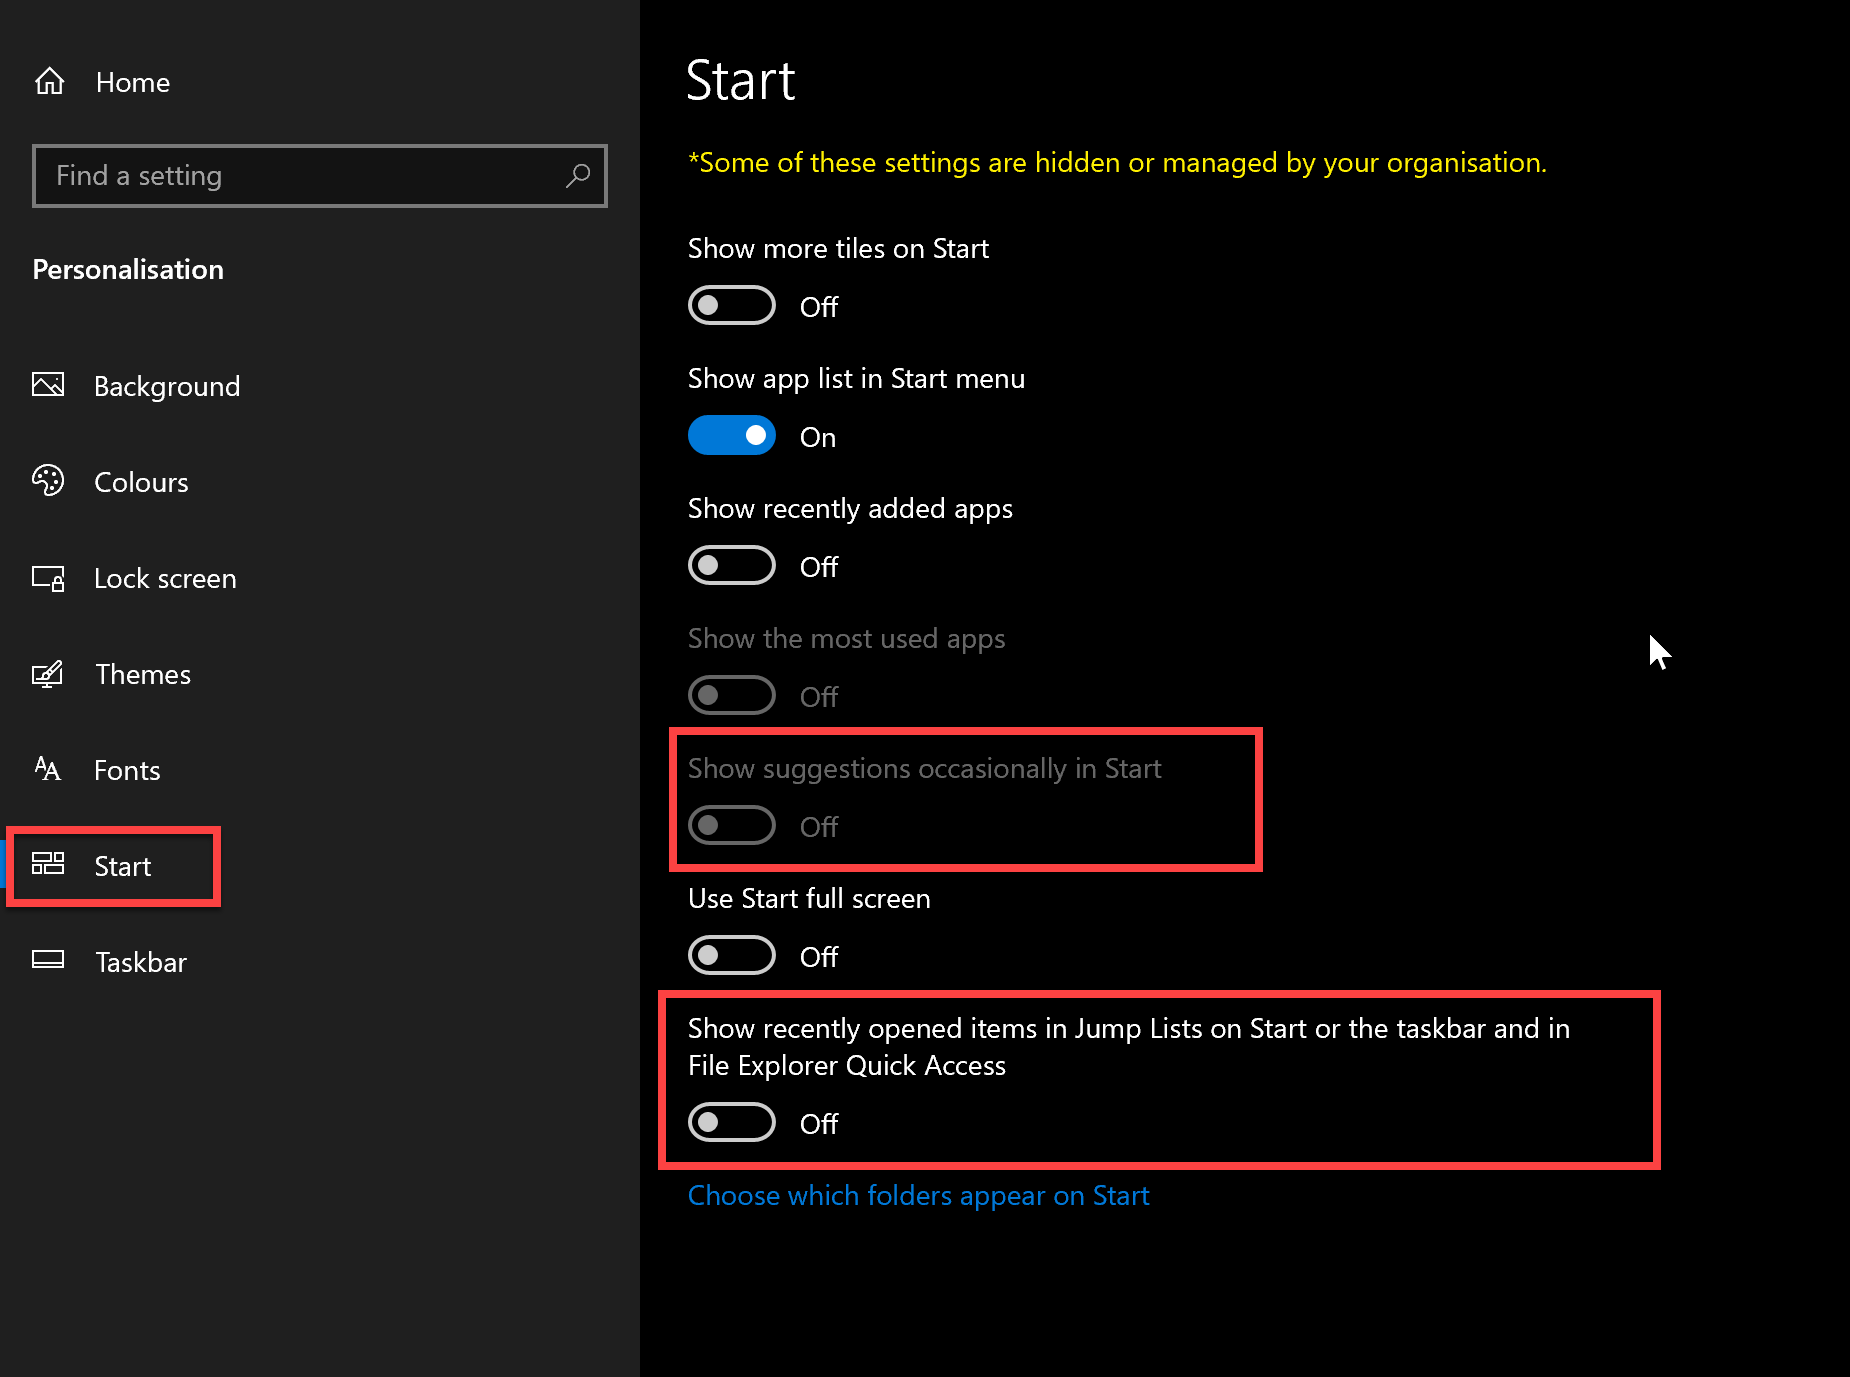 Home
Find a setting
Personalisation
Background
Colours
Lock screen
Themes
Fonts
Start
Taskbar
Start
*Some of these settings are hidden or managed by your organisation.
Show more tiles on Start
Off
Show app list in Start menu
On
Show recently added apps
Off
Show the most used apps
Off
Show suggestions occasionally in Start
Off
Use Start full screen
Off
Show recently opened items in Jump Lists on Start or the taskbar and in
File Explorer Quick Access
Off
Choose which folders appear on Start